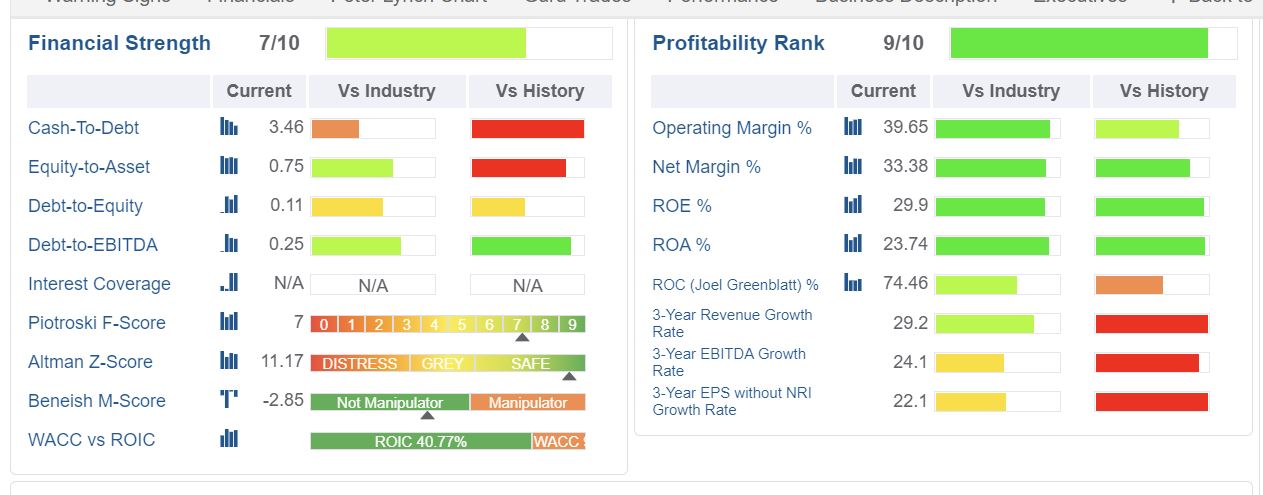 Financial Strength 7/10
Current Vs Industry Vs History
Cash-To-Debt 3.46
Equity-to-Asset 0.75
Debt-to-Equity 0.11
Debt-to-EBITDA 0.25
Interest Coverage N/A N/A N/A
Piotroski F-Score 7 0 1 2 3 4 5 6 7 8 9
Altman Z-Score 11.17 DISTRESS GREY SAFE
Beneish M-Score -2.85 Not Manipulator Manipulator
WACC vs ROIC ROIC 40.77% WACC
Profitability Rank 9/10
Current Vs Industry Vs History
Operating Margin % 39.65
Net Margin % 33.38
ROE % 29.9
ROA % 23.74
ROC (Joel Greenblatt) % 74.46
3-Year Revenue Growth
Rate 29.2
3-Year EBITDA Growth
Rate 24.1
3-Year EPS without NRI
Growth Rate 22.1